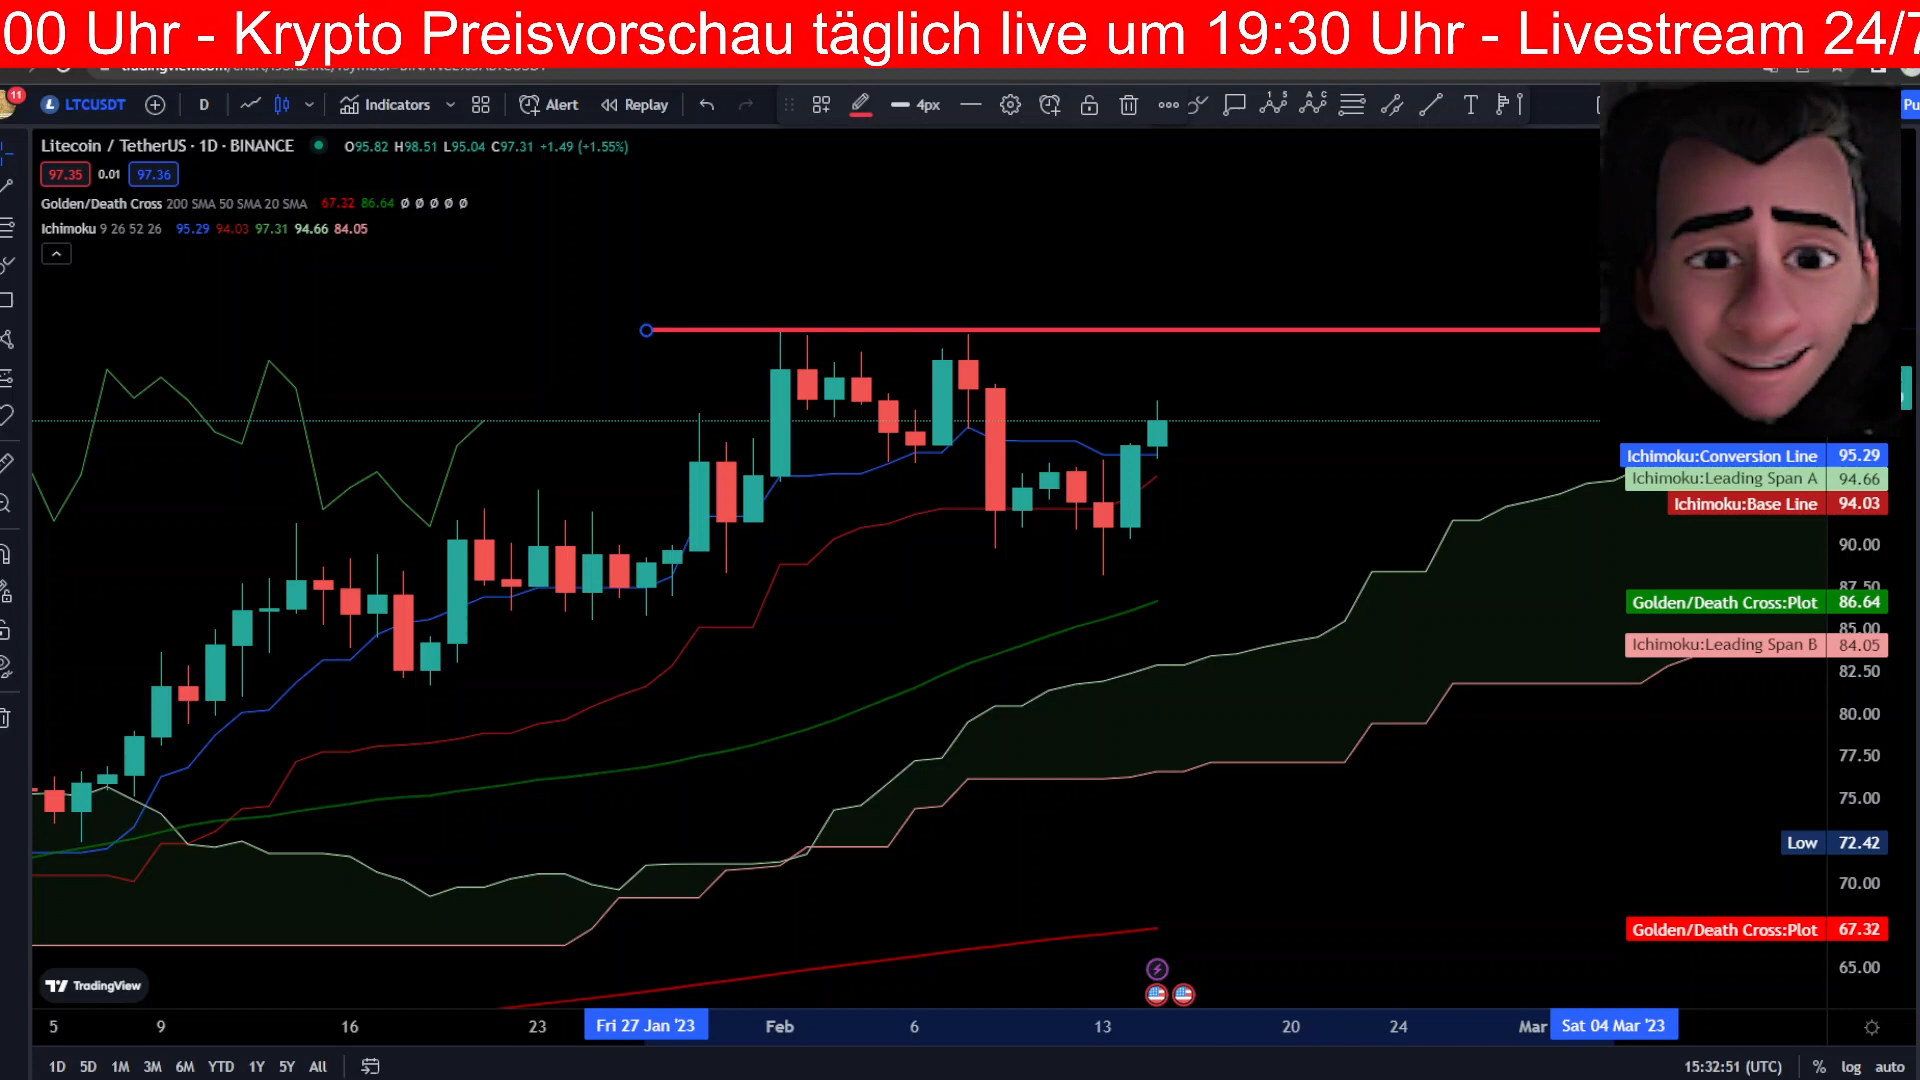 00 Uhr - Krypto Preisvorschau täglich live um 19:30 Uhr - Livestream 24/7
11 LTCUSDT D Indicators Alert Replay 4px Pu
Litecoin / TetherUS · 1D · BINANCE O95.82 H98.51 L95.04 C97.31 +1.49 (+1.55%)
97.35 0.01 97.36
Golden/Death Cross 200 SMA 50 SMA 20 SMA 67.32 86.64 Ø Ø Ø Ø Ø
Ichimoku 9 26 52 26 95.29 94.03 97.31 94.66 84.05
Ichimoku:Conversion Line 95.29
Ichimoku:Leading Span A 94.66
Ichimoku:Base Line 94.03
90.00
87.50
Golden/Death Cross:Plot 86.64
85.00
Ichimoku:Leading Span B 84.05
82.50
80.00
77.50
75.00
Low 72.42
70.00
Golden/Death Cross:Plot 67.32
65.00
TradingView
5 9 16 23 Fri 27 Jan '23 Feb 6 13 20 24 Mar Sat 04 Mar '23
1D 5D 1M 3M 6M YTD 1Y 5Y All 15:32:51 (UTC) % log auto